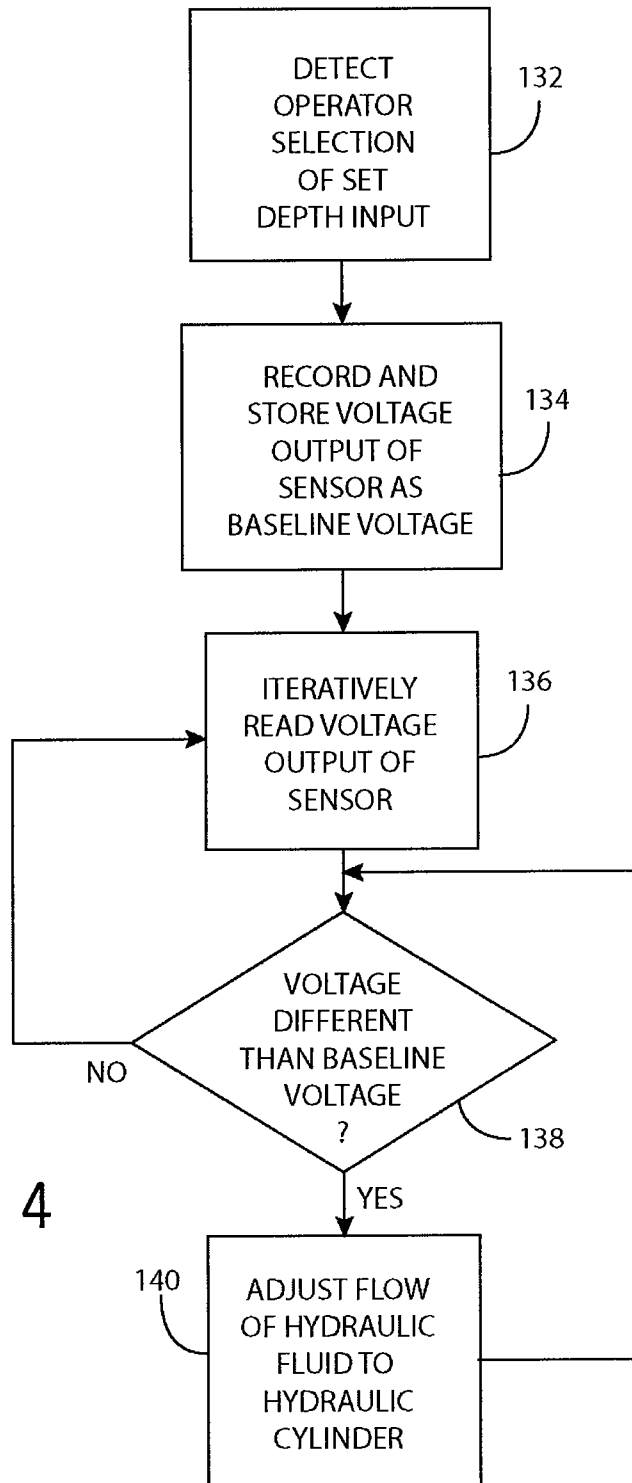 DETECT
OPERATOR
SELECTION
OF SET
DEPTH INPUT
132
RECORD AND
STORE VOLTAGE
OUTPUT OF
SENSOR AS
BASELINE VOLTAGE
134
ITERATIVELY
READ VOLTAGE
OUTPUT OF
SENSOR
136
VOLTAGE
DIFFERENT
THAN BASELINE
VOLTAGE
?
NO
138
YES
4
140
ADJUST FLOW
OF HYDRAULIC
FLUID TO
HYDRAULIC
CYLINDER